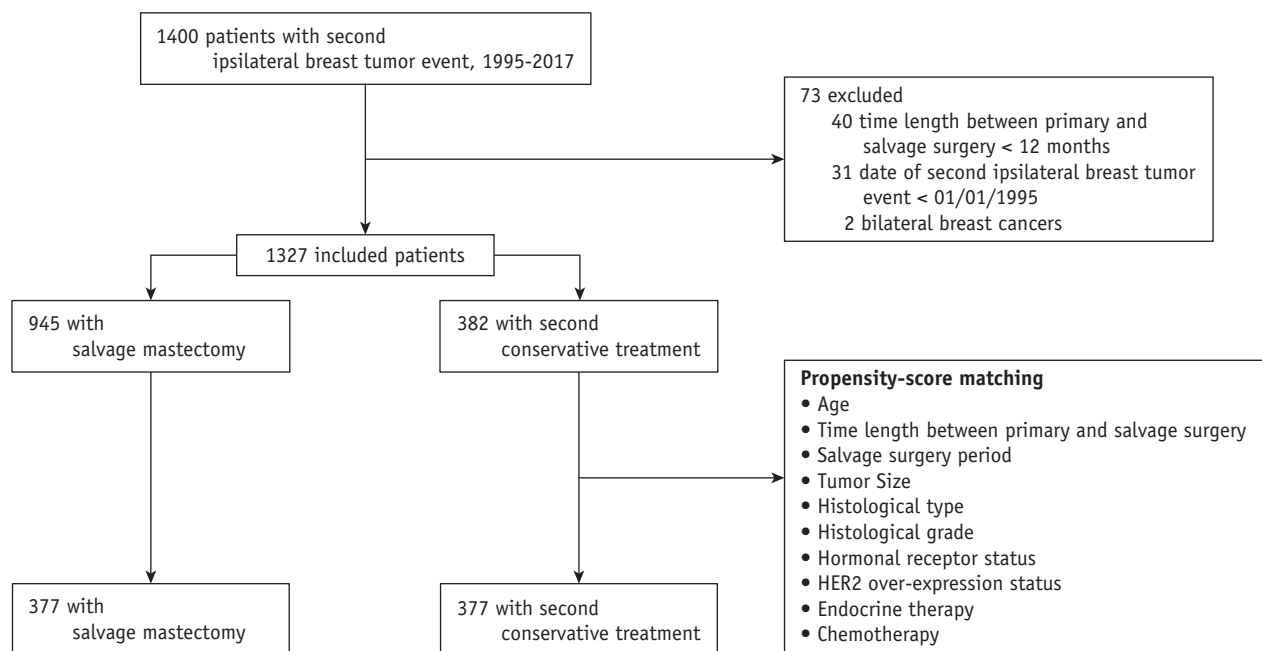 1400 patients with second
ipsilateral breast tumor event, 1995-2017
73 excluded
40 time length between primary and
salvage surgery < 12 months
31 date of second ipsilateral breast tumor
event < 01/01/1995
2 bilateral breast cancers
1327 included patients
945 with
salvage mastectomy
382 with second
conservative treatment
Propensity-score matching
• Age
• Time length between primary and salvage surgery
• Salvage surgery period
• Tumor Size
• Histological type
• Histological grade
• Hormonal receptor status
• HER2 over-expression status
• Endocrine therapy
• Chemotherapy
377 with
salvage mastectomy
377 with second
conservative treatment